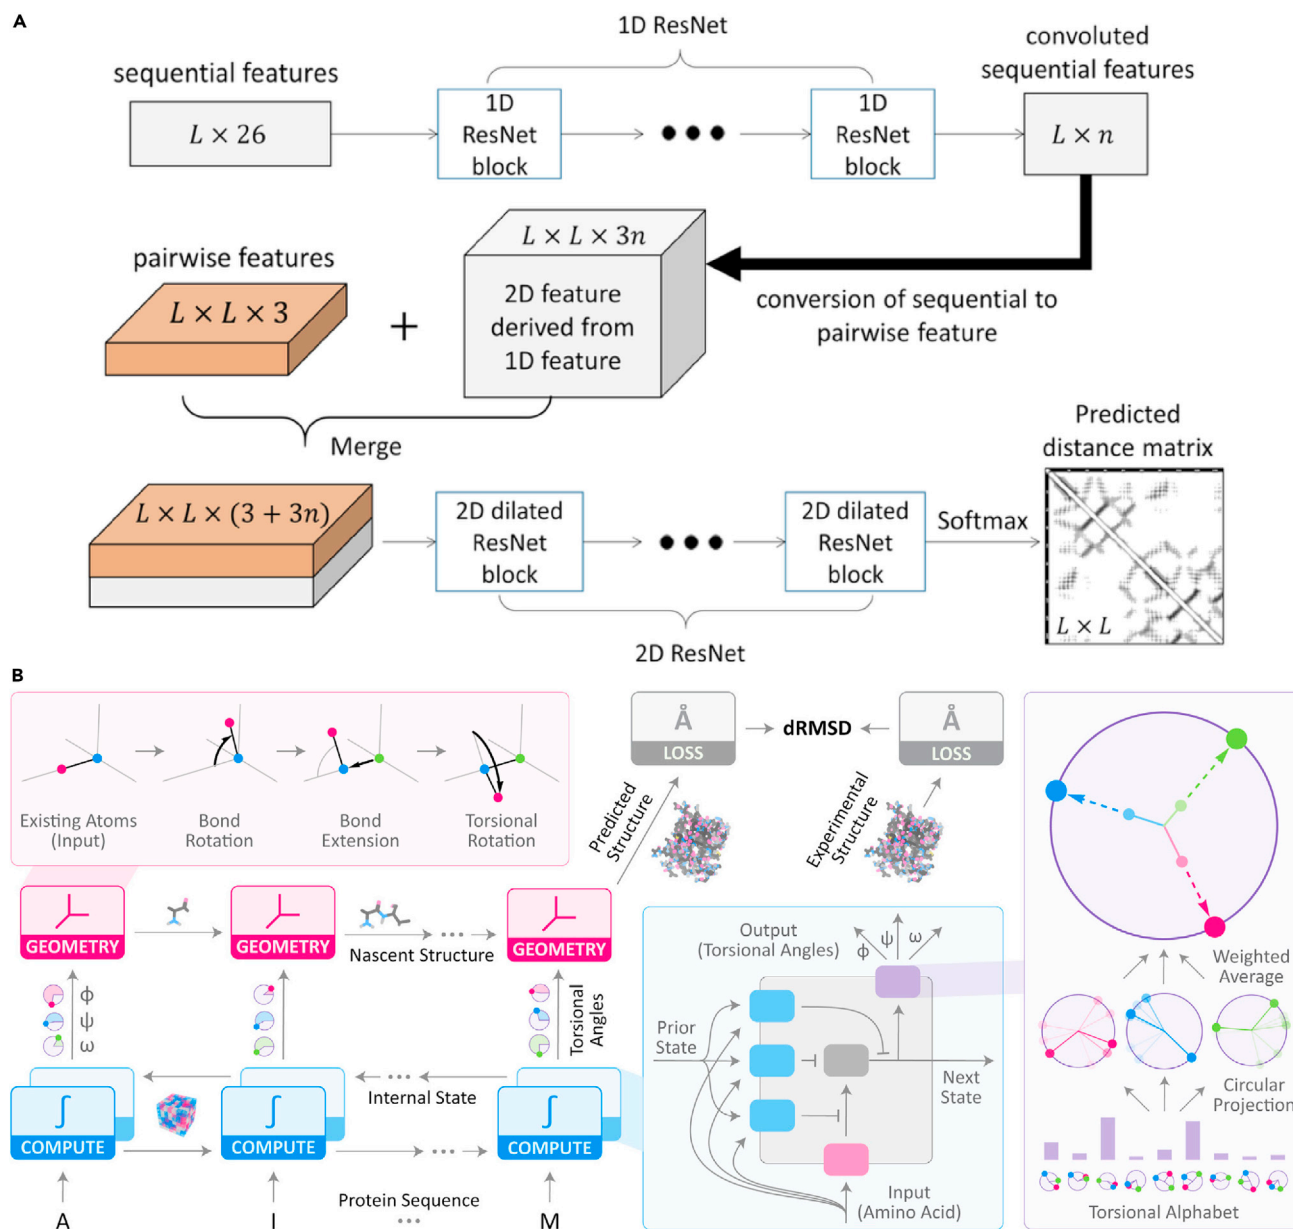 A
1D ResNet
convoluted
sequential features
sequential features
L × 26
1D
ResNet
block
1D
ResNet
block
L × n
L × L × 3n
2D feature
derived from
1D feature
pairwise features
L × L × 3
+
conversion of sequential to
pairwise feature
Merge
L × L × (3 + 3n)
2D dilated
ResNet
block
2D dilated
ResNet
block
Softmax
Predicted
distance matrix
L × L
2D ResNet
B
Existing Atoms
(Input)
Bond
Rotation
Bond
Extension
Torsional
Rotation
Å
LOSS
dRMSD
Å
LOSS
Predicted
Structure
Experimental
Structure
GEOMETRY
GEOMETRY
Nascent Structure
GEOMETRY
ϕ
ψ
ω
Torsional
Angles
∫
COMPUTE
∫
COMPUTE
Internal State
∫
COMPUTE
A
I
Protein Sequence
M
Output
(Torsional Angles)
ϕ
ψ
ω
Prior
State
Next
State
Input
(Amino Acid)
Weighted
Average
Circular
Projection
Torsional Alphabet